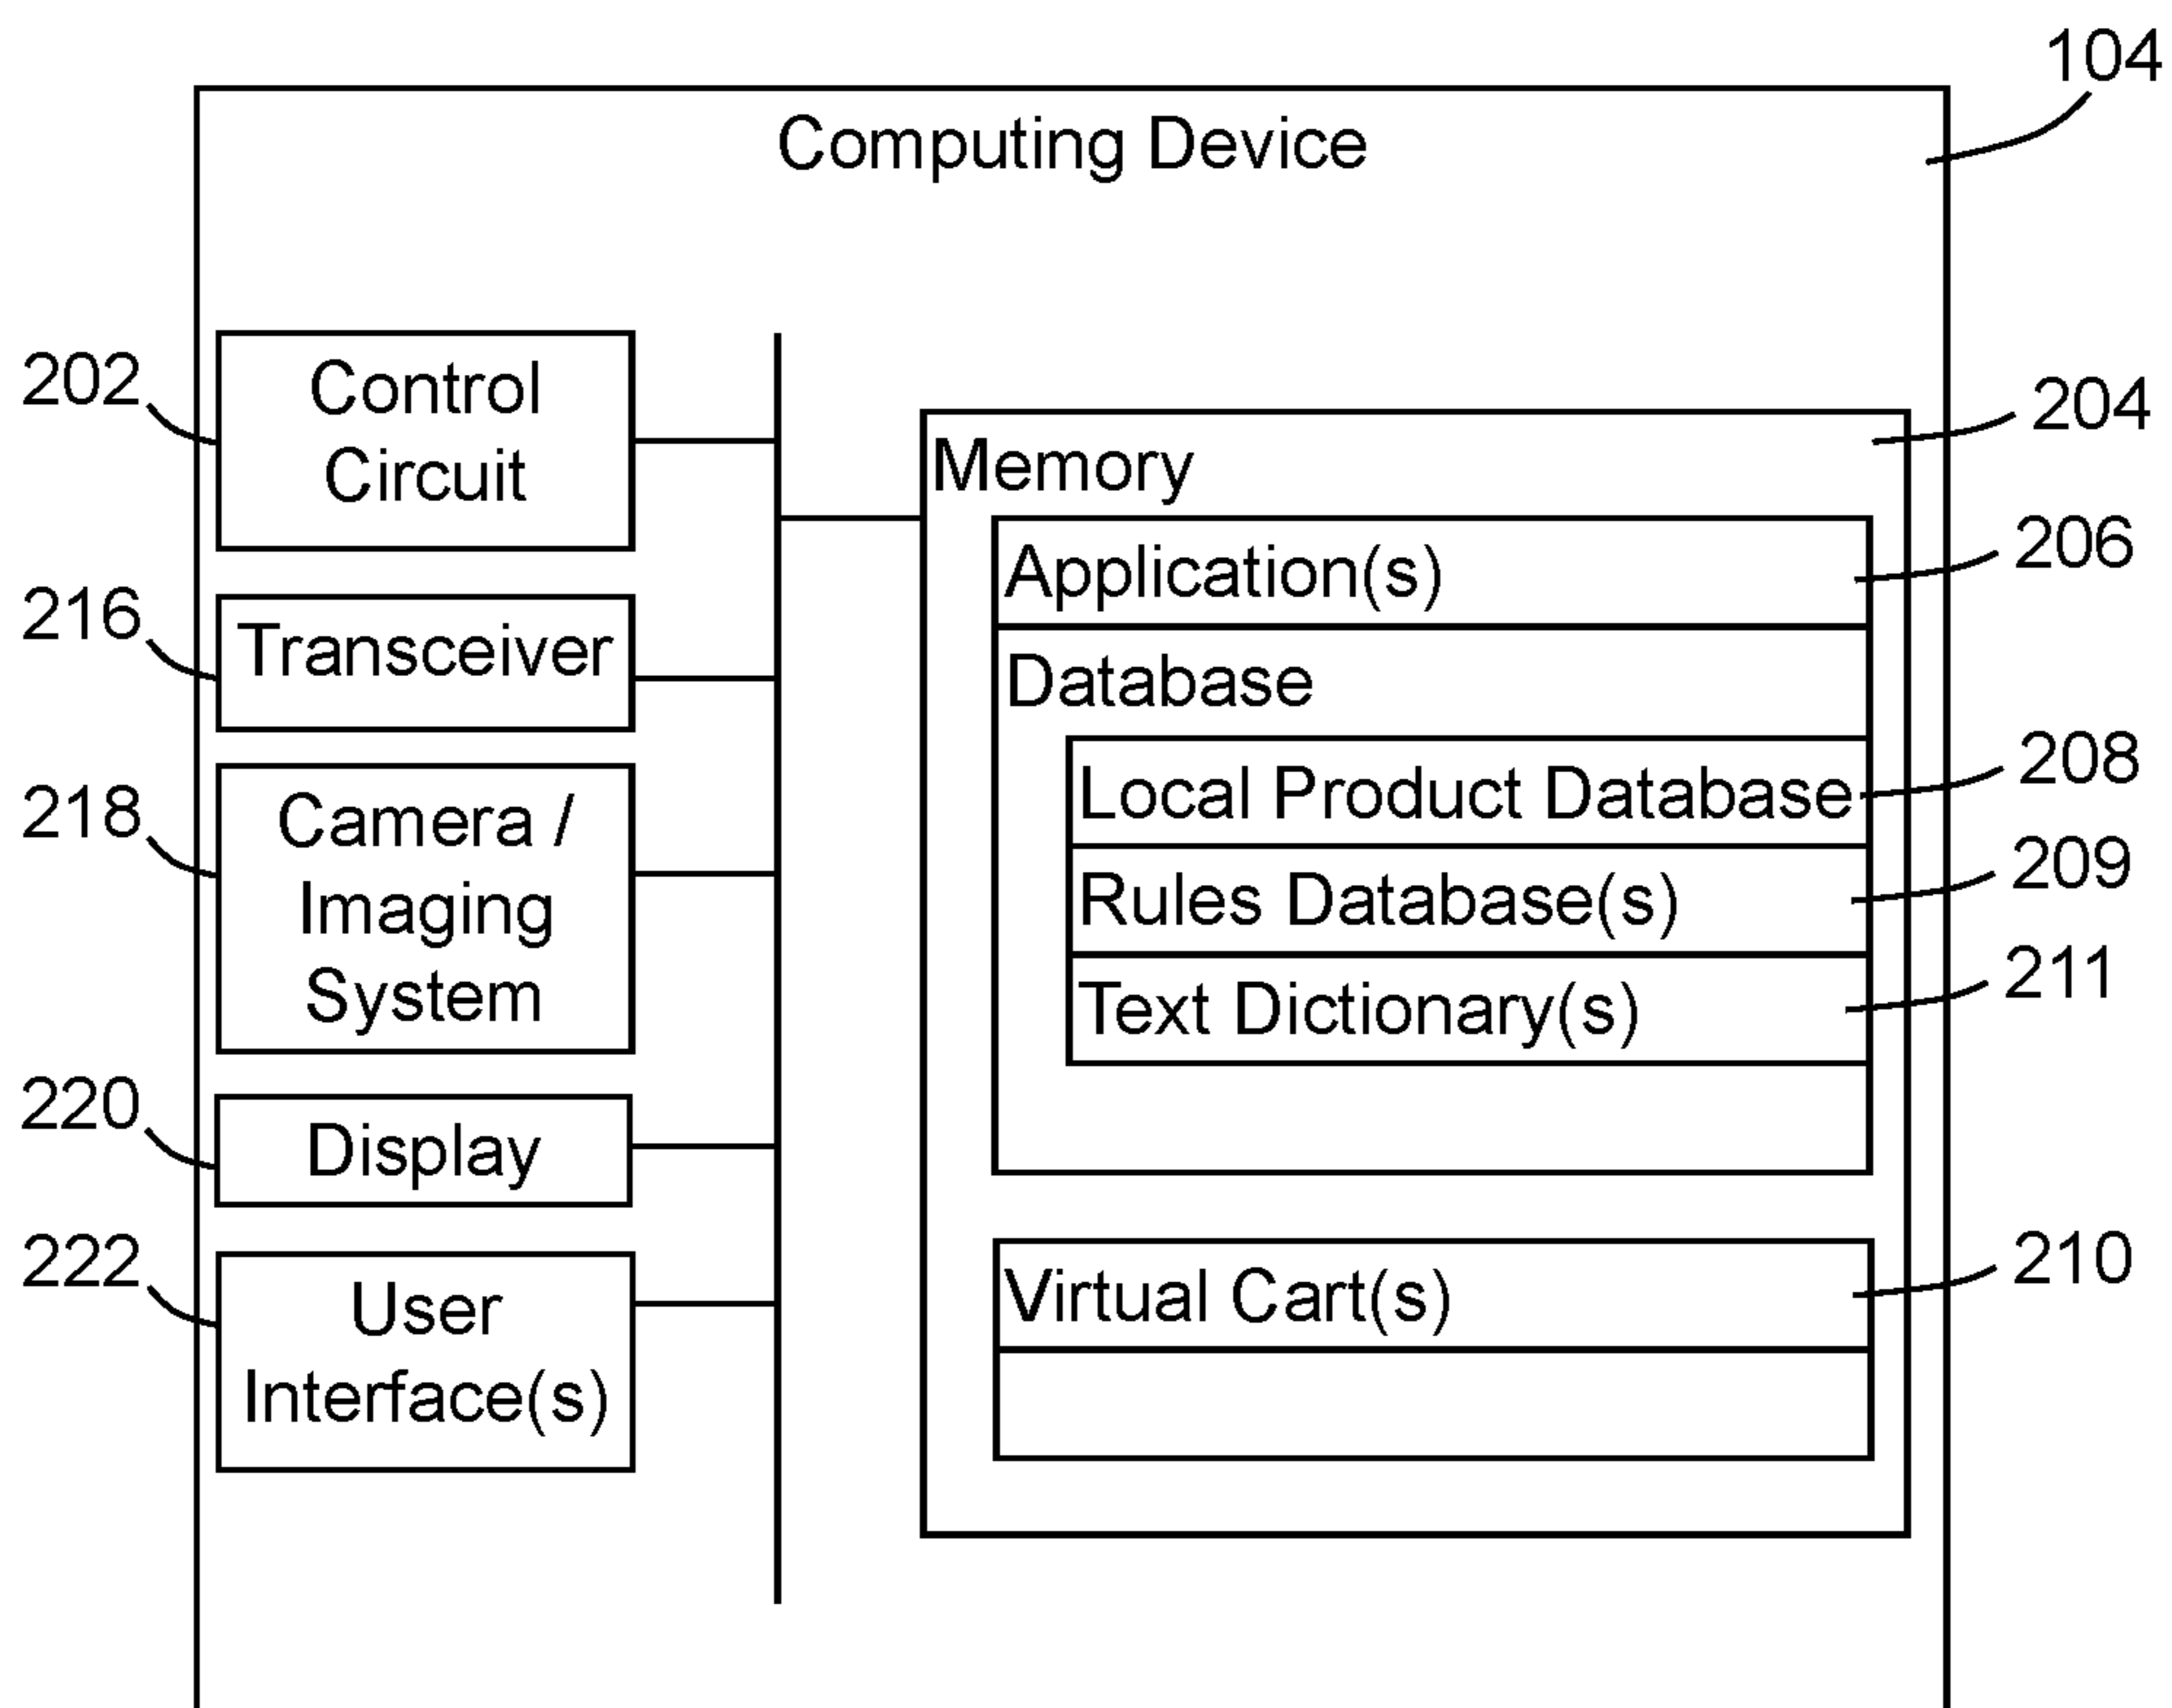 104
Computing Device
202
Control
Circuit
216
Transceiver
218
Camera /
Imaging
System
220
Display
222
User
Interface(s)
204
Memory
206
Application(s)
Database
208
Local Product Database
209
Rules Database(s)
211
Text Dictionary(s)
210
Virtual Cart(s)